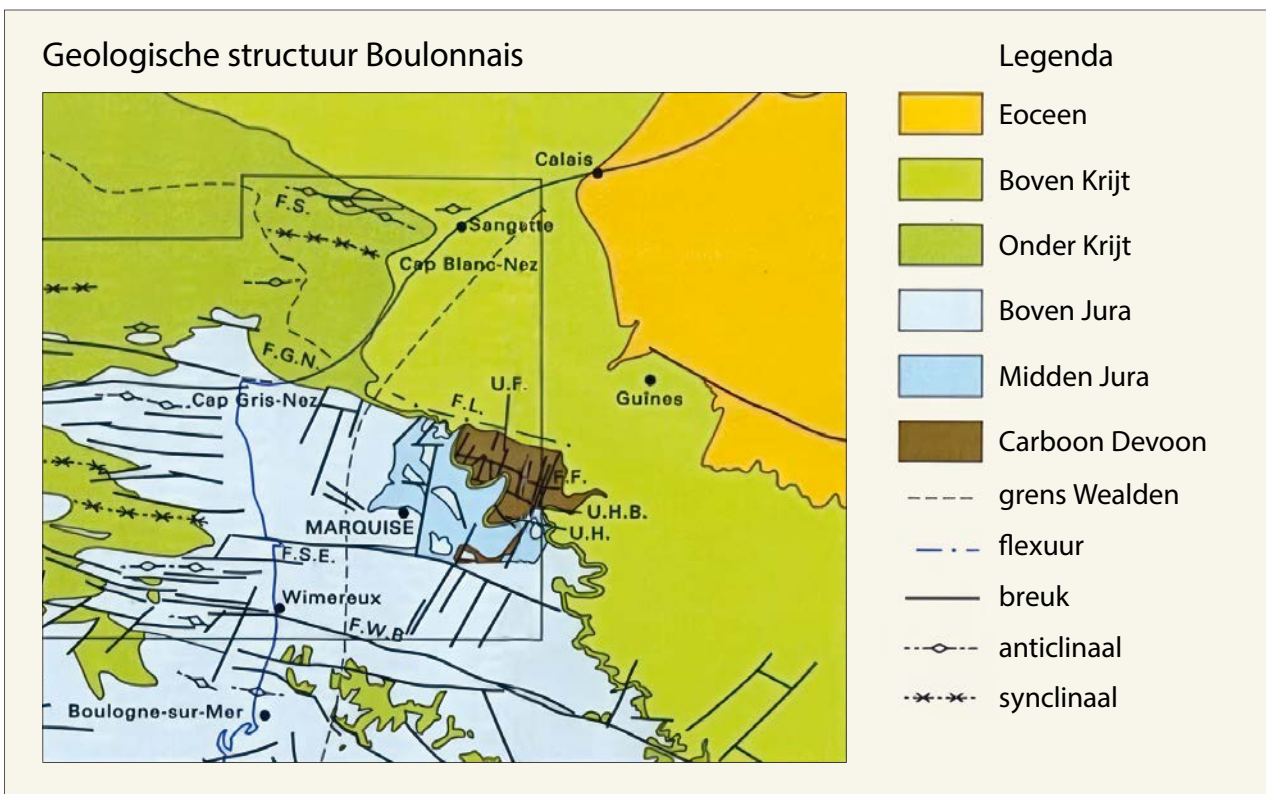 Geologische structuur Boulonnais
Calais
F.S.
Sangatte
Cap Blanc-Nez
F.G.N.
U.F.
Cap Gris-Nez
F.L.
Guînes
F.F.
MARQUISE
U.H.B.
U.H.
F.S.E.
Wimereux
F.W.B
Boulogne-sur-Mer
Legenda
Eoceen
Boven Krijt
Onder Krijt
Boven Jura
Midden Jura
Carboon Devoon
grens Wealden
flexuur
breuk
anticlinaal
synclinaal